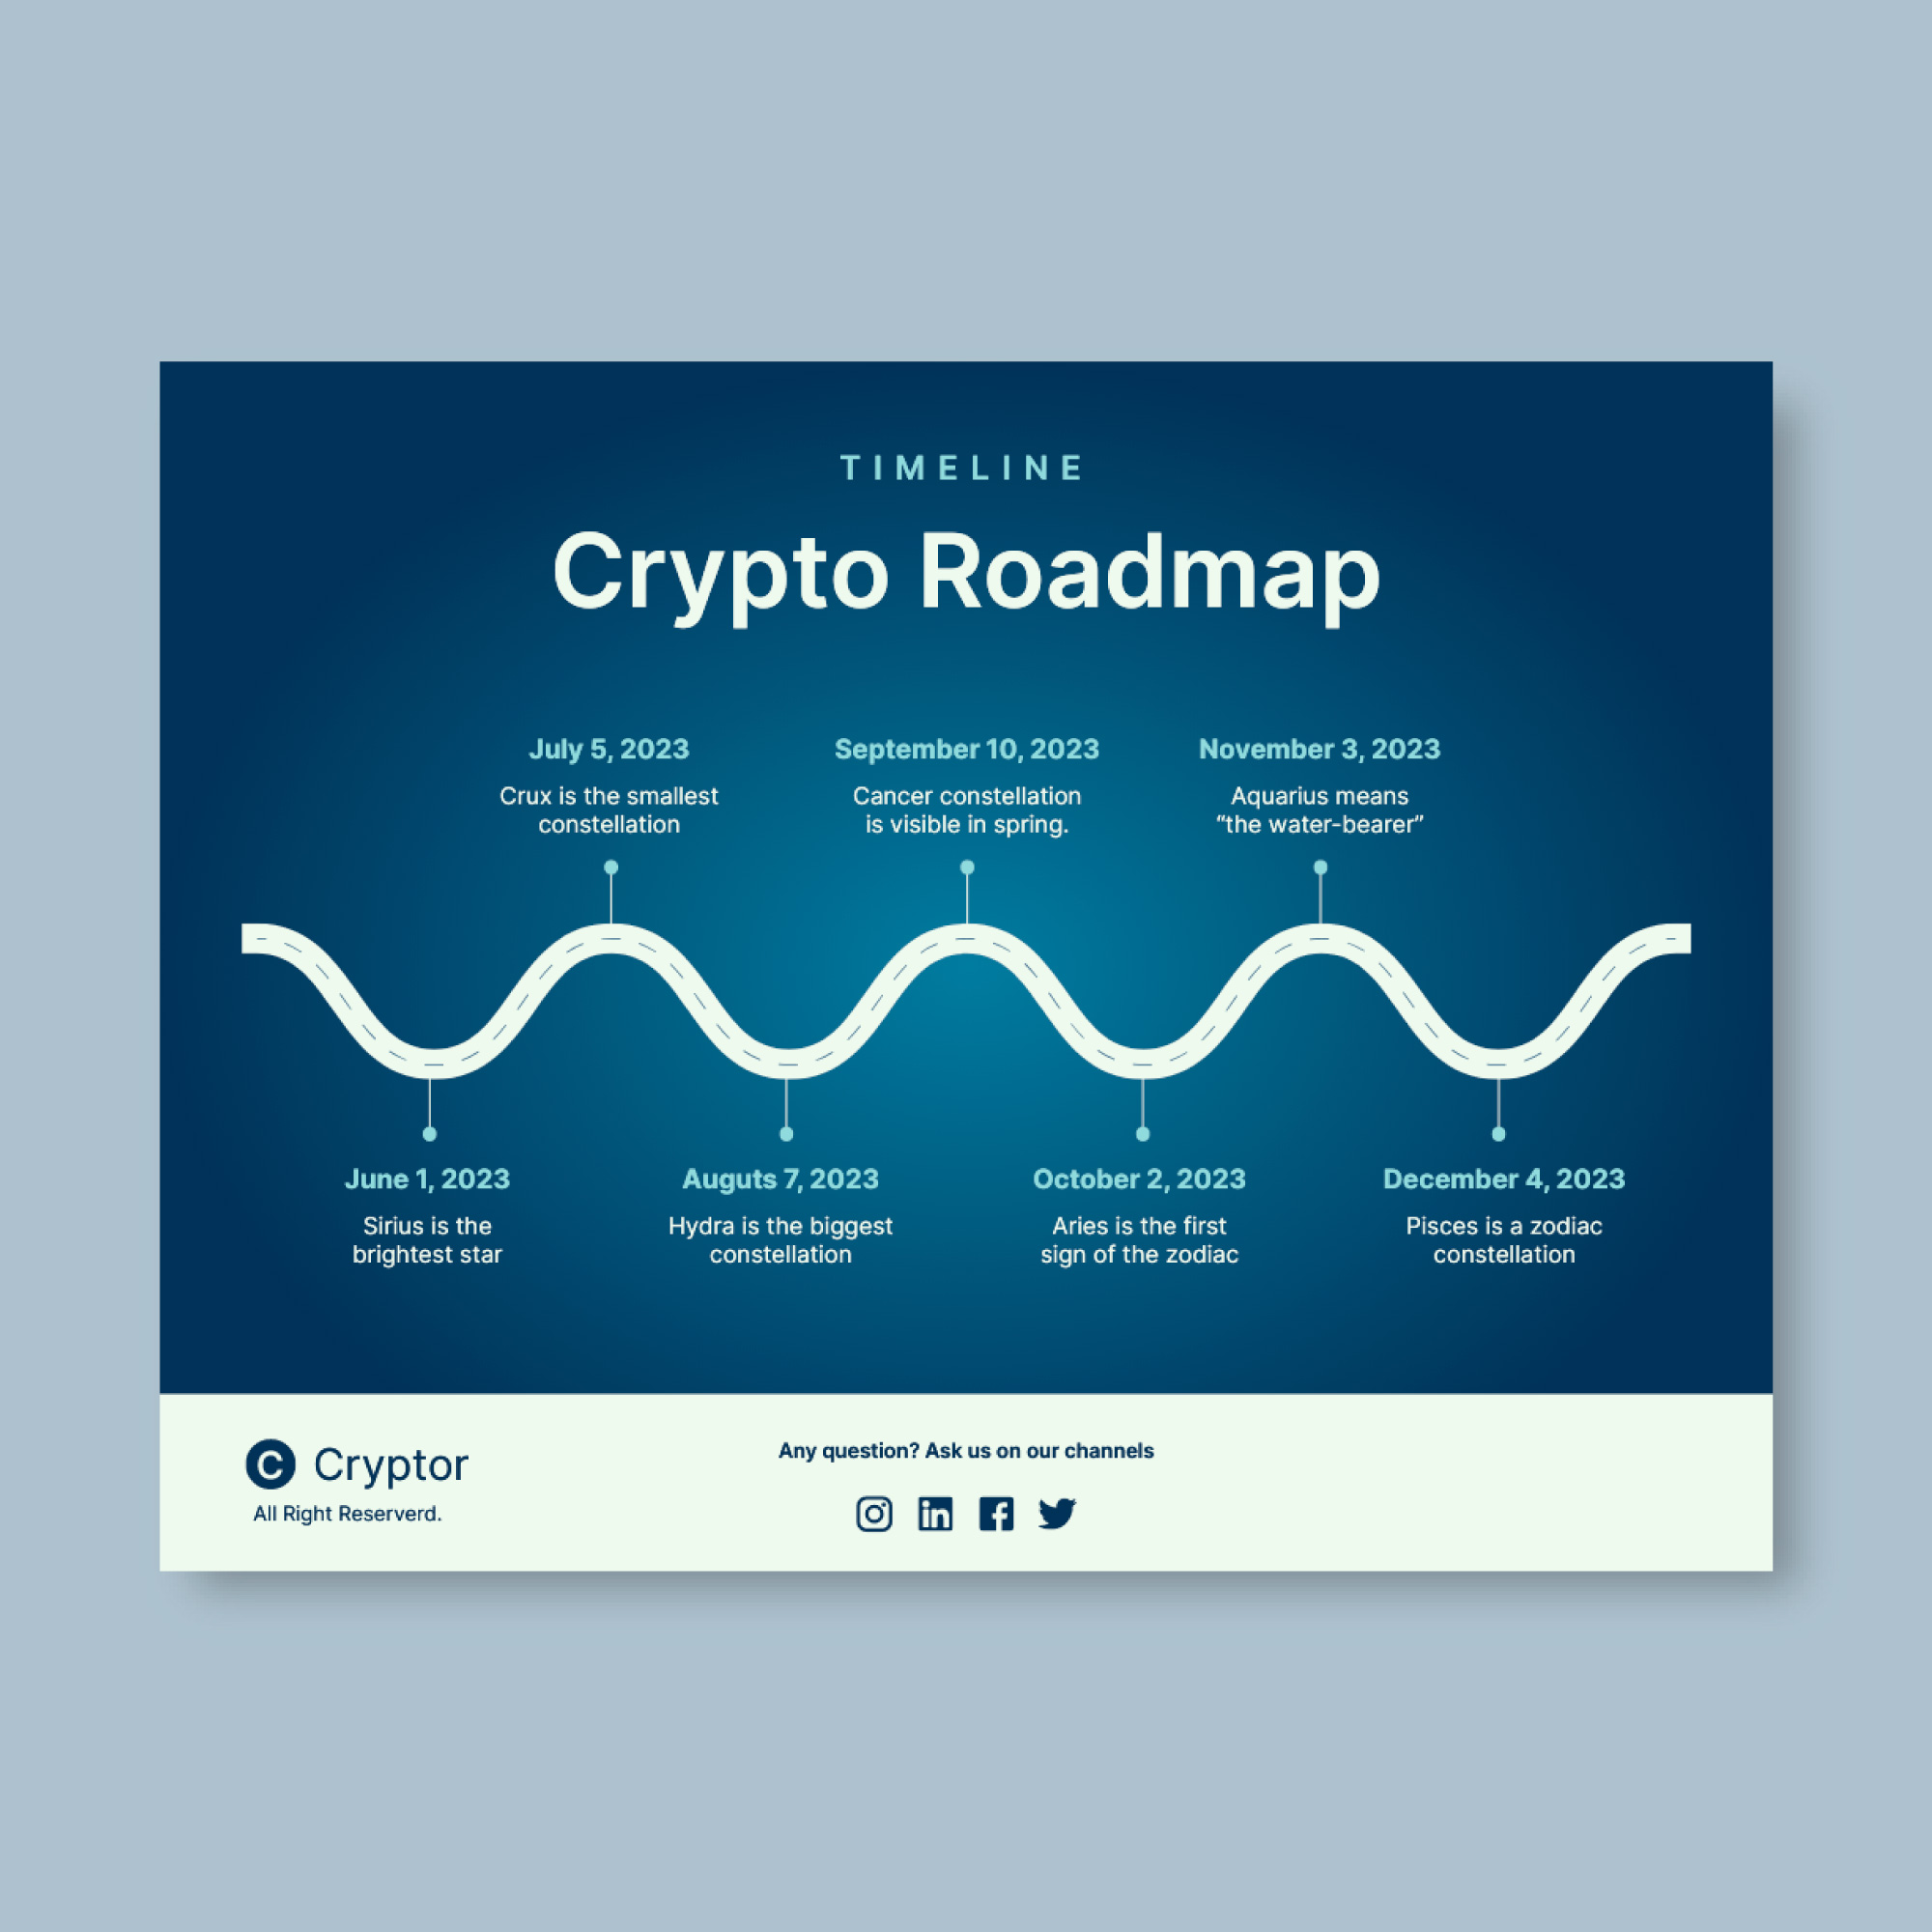 TIMELINE
Crypto Roadmap
July 5, 2023
Crux is the smallest
constellation
September 10, 2023
Cancer constellation
is visible in spring.
November 3, 2023
Aquarius means
“the water-bearer”
June 1, 2023
Sirius is the
brightest star
Auguts 7, 2023
Hydra is the biggest
constellation
October 2, 2023
Aries is the first
sign of the zodiac
December 4, 2023
Pisces is a zodiac
constellation
C Cryptor
All Right Reserverd.
Any question? Ask us on our channels